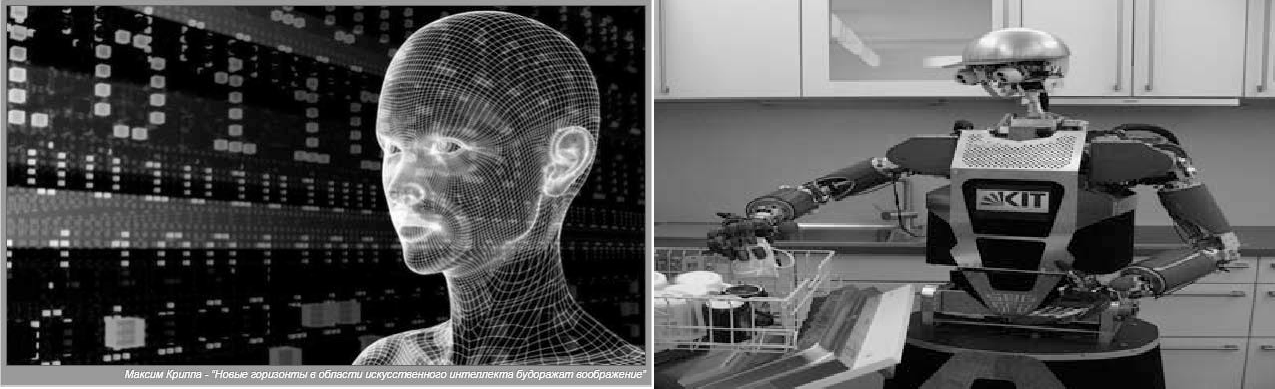 Максим Криппа - "Новые горизонты в области искусственного интеллекта будоражат воображение"
KIT